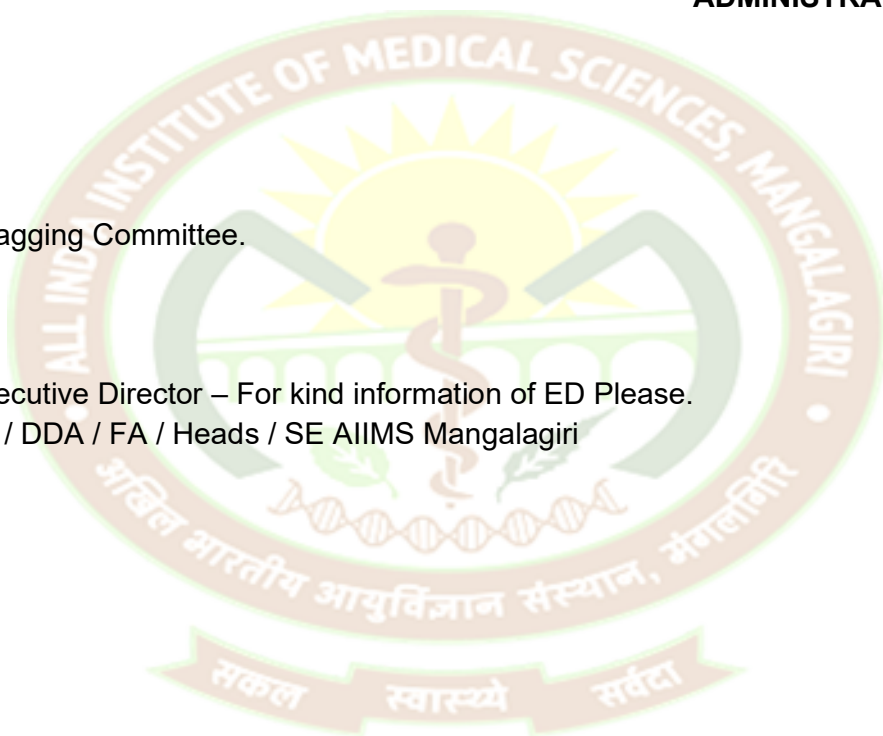 ADMINISTRA
agging Committee.
ecutive Director – For kind information of ED Please.
/ DDA / FA / Heads / SE AIIMS Mangalagiri
ALL INDIA INSTITUTE OF MEDICAL SCIENCES, MANGALAGIRI
अखिल भारतीय आयुर्विज्ञान संस्थान, मंगलगिरि
सकल स्वास्थ्ये सर्वदा